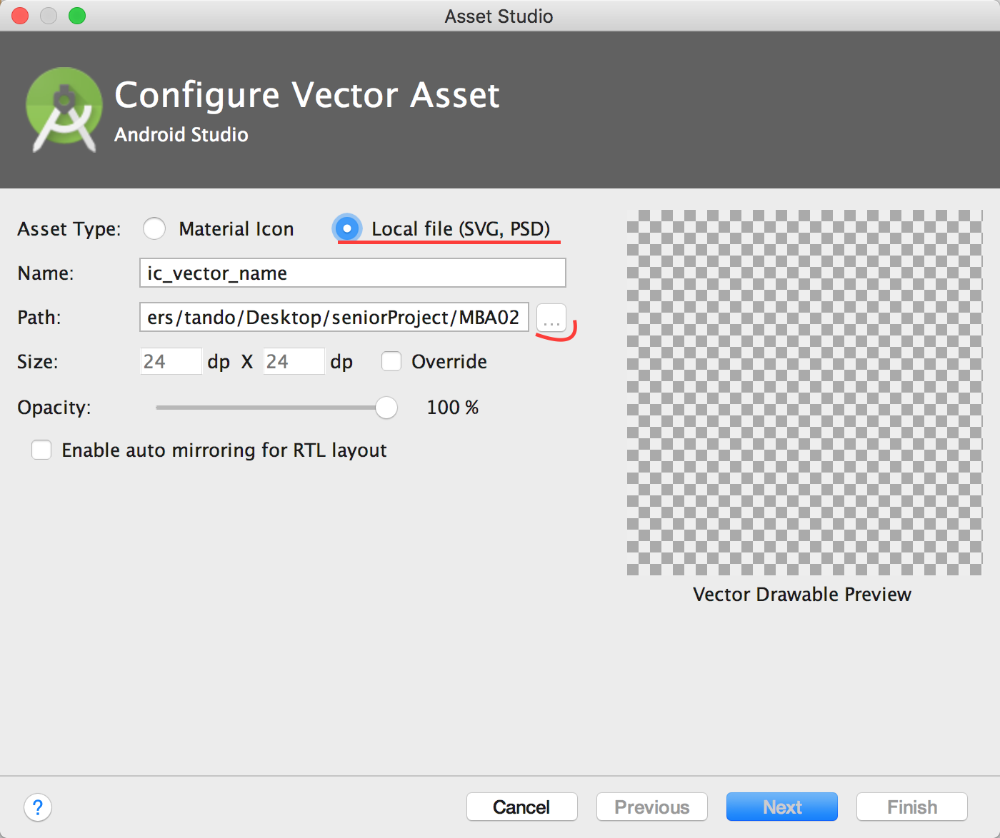 Asset Studio
Configure Vector Asset
Android Studio
Asset Type: Material Icon Local file (SVG, PSD)
Name: ic_vector_name
Path: ers/tando/Desktop/seniorProject/MBA02 ...
Size: 24 dp X 24 dp Override
Opacity: 100 %
Enable auto mirroring for RTL layout
Vector Drawable Preview
? Cancel Previous Next Finish